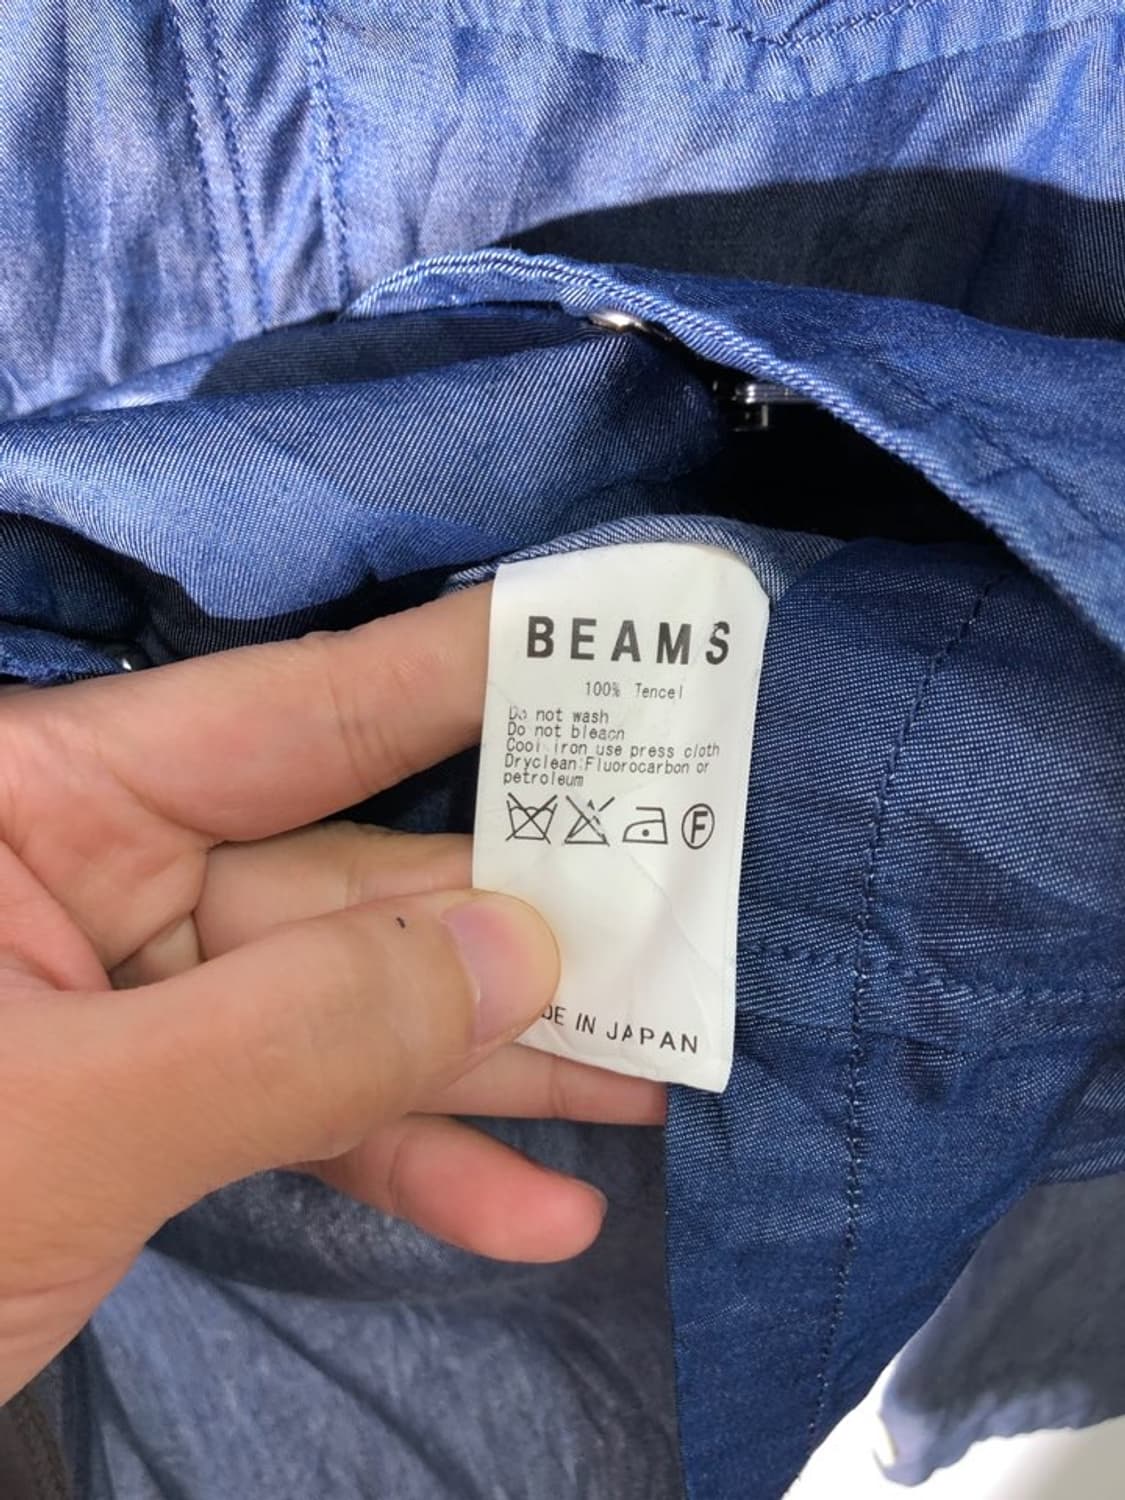 BEAMS
100% Tencel
Do not wash
Do not bleach
Cool iron use press cloth
Dryclean:Fluorocarbon or
petroleum
F
DE IN JAPAN